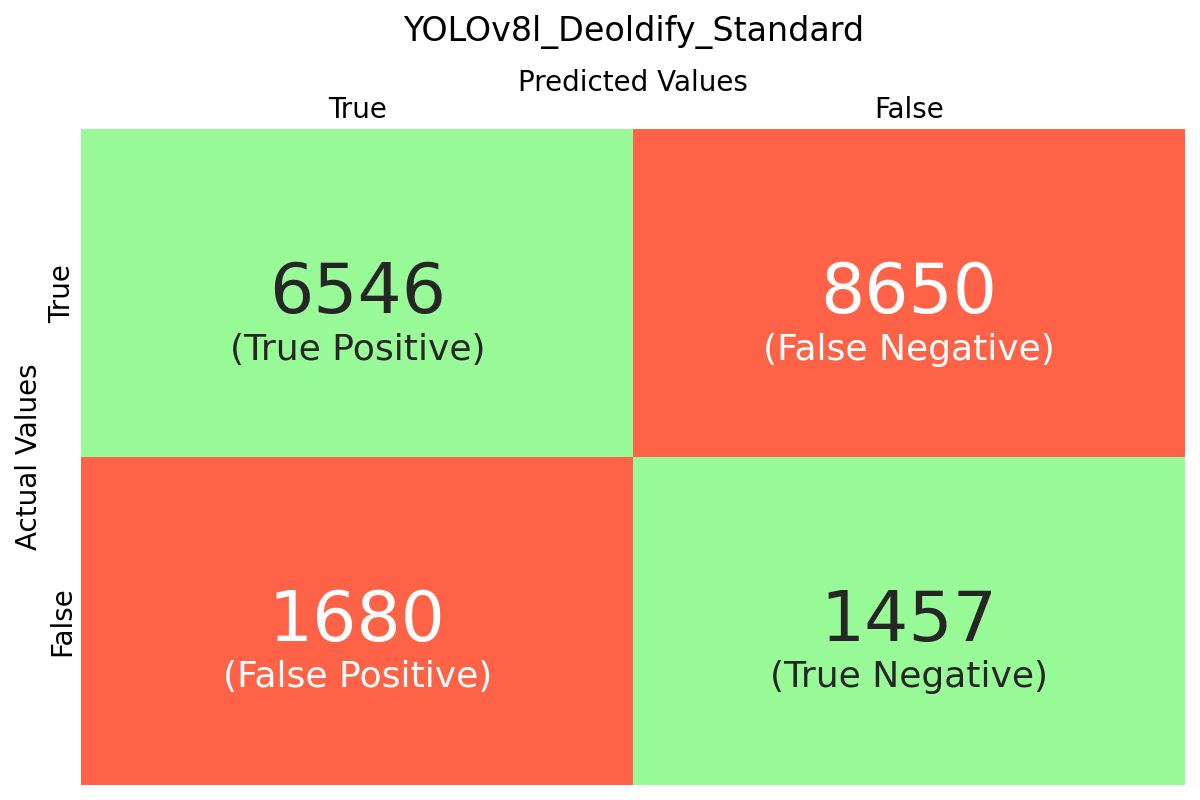 YOLOv8l_Deoldify_Standard
Predicted Values
True
False
Actual Values
True
6546
(True Positive)
8650
(False Negative)
False
1680
(False Positive)
1457
(True Negative)